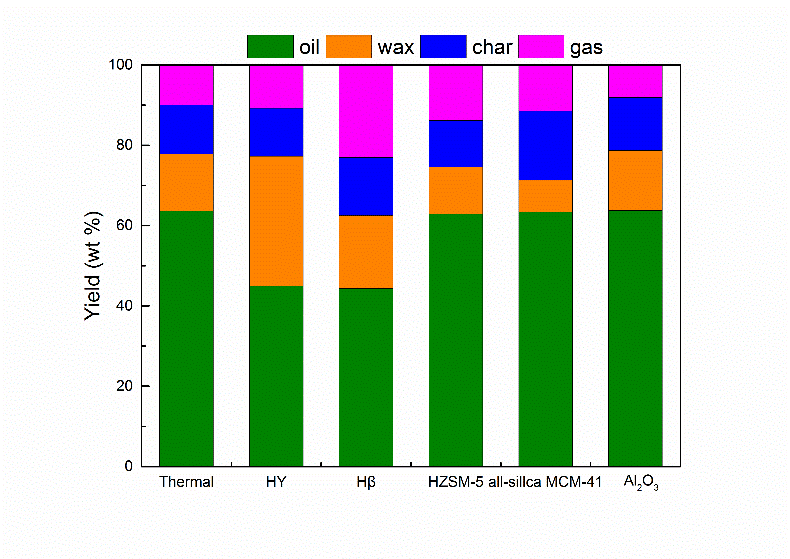 oil wax char gas
100
80
60
40
20
0
Yield (wt %)
Thermal HY Hβ HZSM-5 all-sillca MCM-41 Al₂O₃